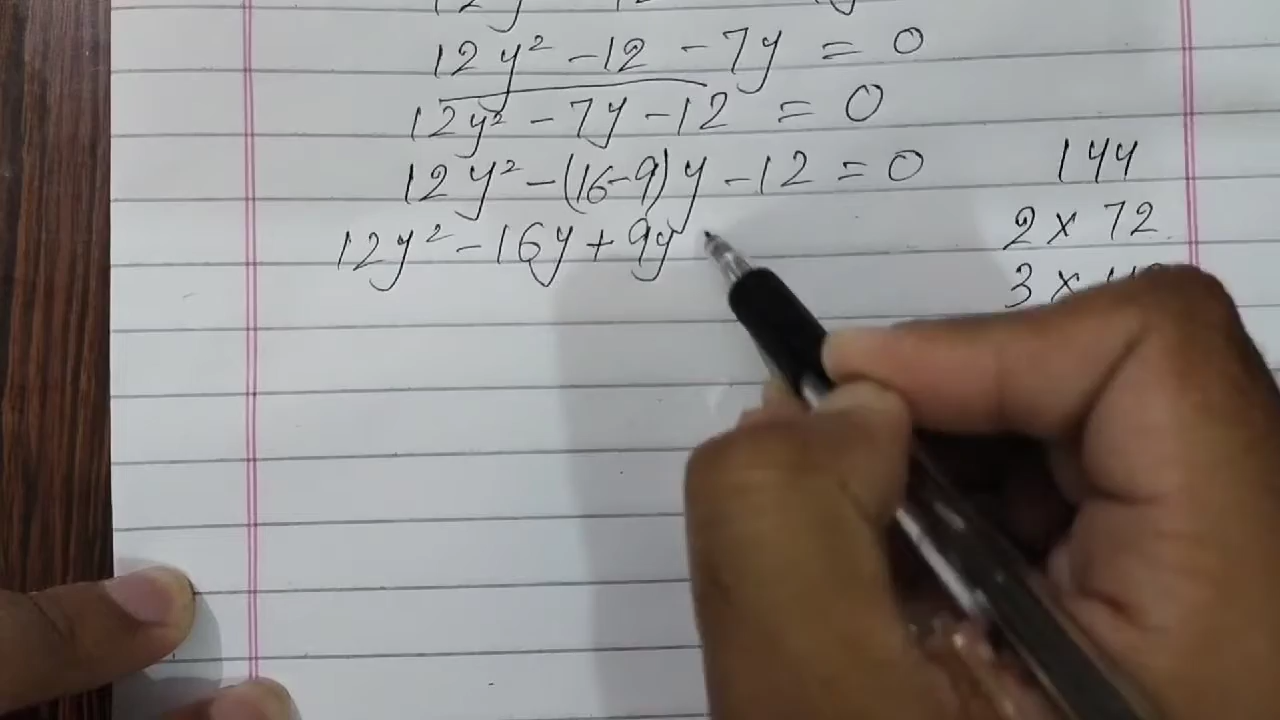 12y² - 12 - 7y = 0
12y² - 7y - 12 = 0
12y² - (16-9)y - 12 = 0
12y² - 16y + 9y
144
2 x 72
3 x